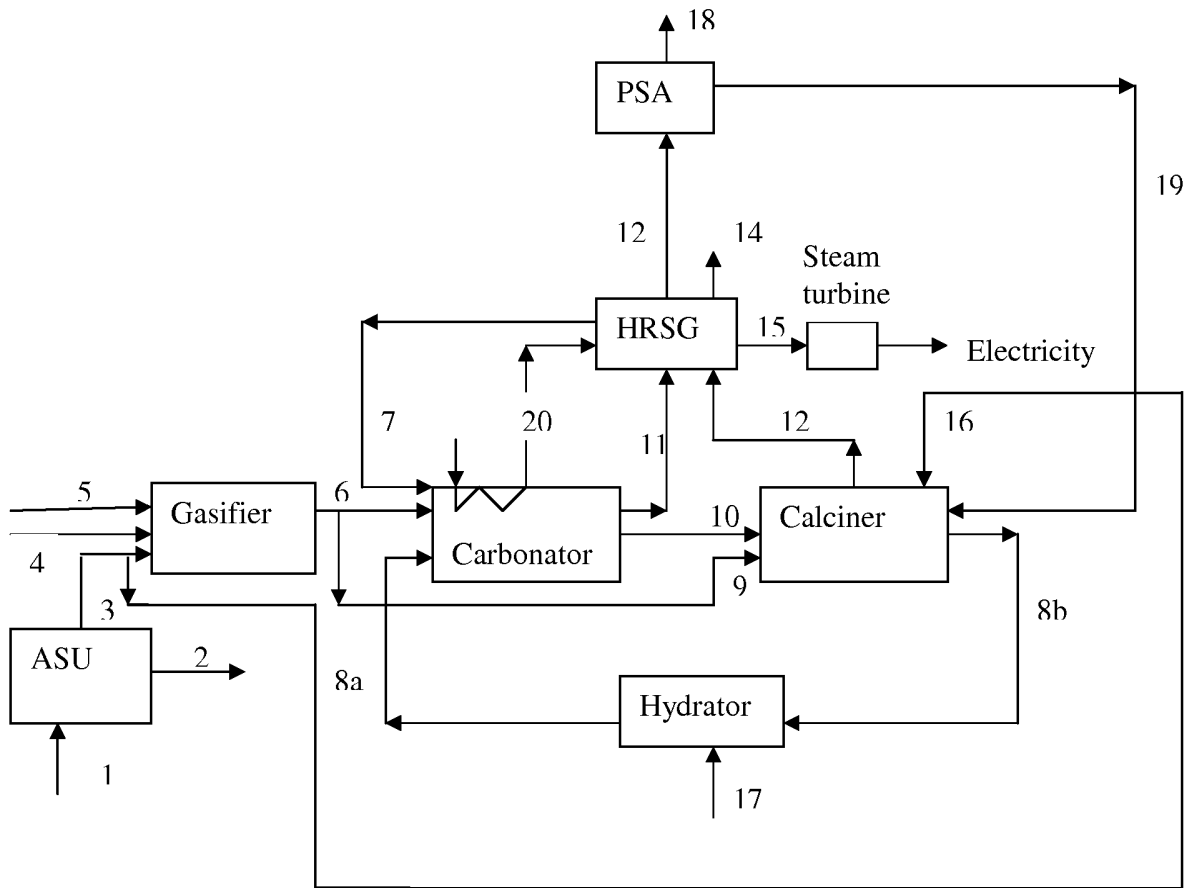 18
PSA
19
12
14
Steam
turbine
HRSG
15
Electricity
7
20
11
12
16
5
Gasifier
6
10
Calciner
Carbonator
4
9
3
8b
ASU
2
8a
Hydrator
1
17